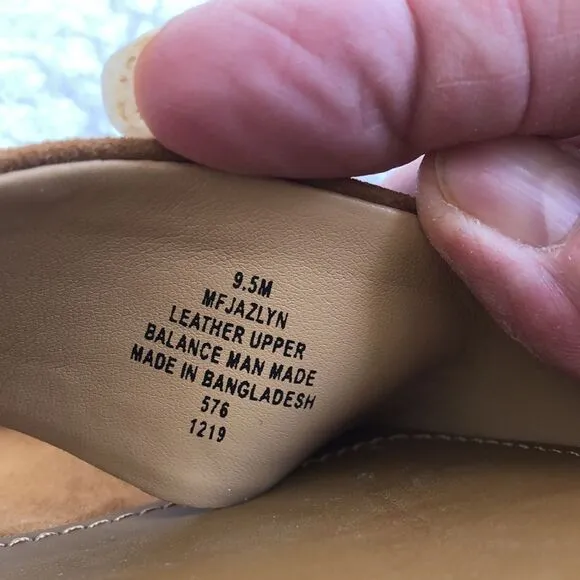 9.5M
MFJAZLYN
LEATHER UPPER
BALANCE MAN MADE
MADE IN BANGLADESH
576
1219